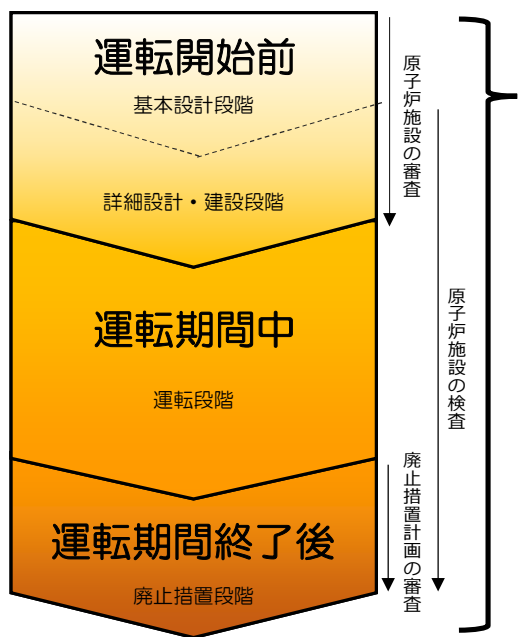 運転開始前
基本設計段階
詳細設計・建設段階
原子炉施設の審査
運転期間中
運転段階
原子炉施設の検査
運転期間終了後
廃止措置段階
廃止措置計画の審査